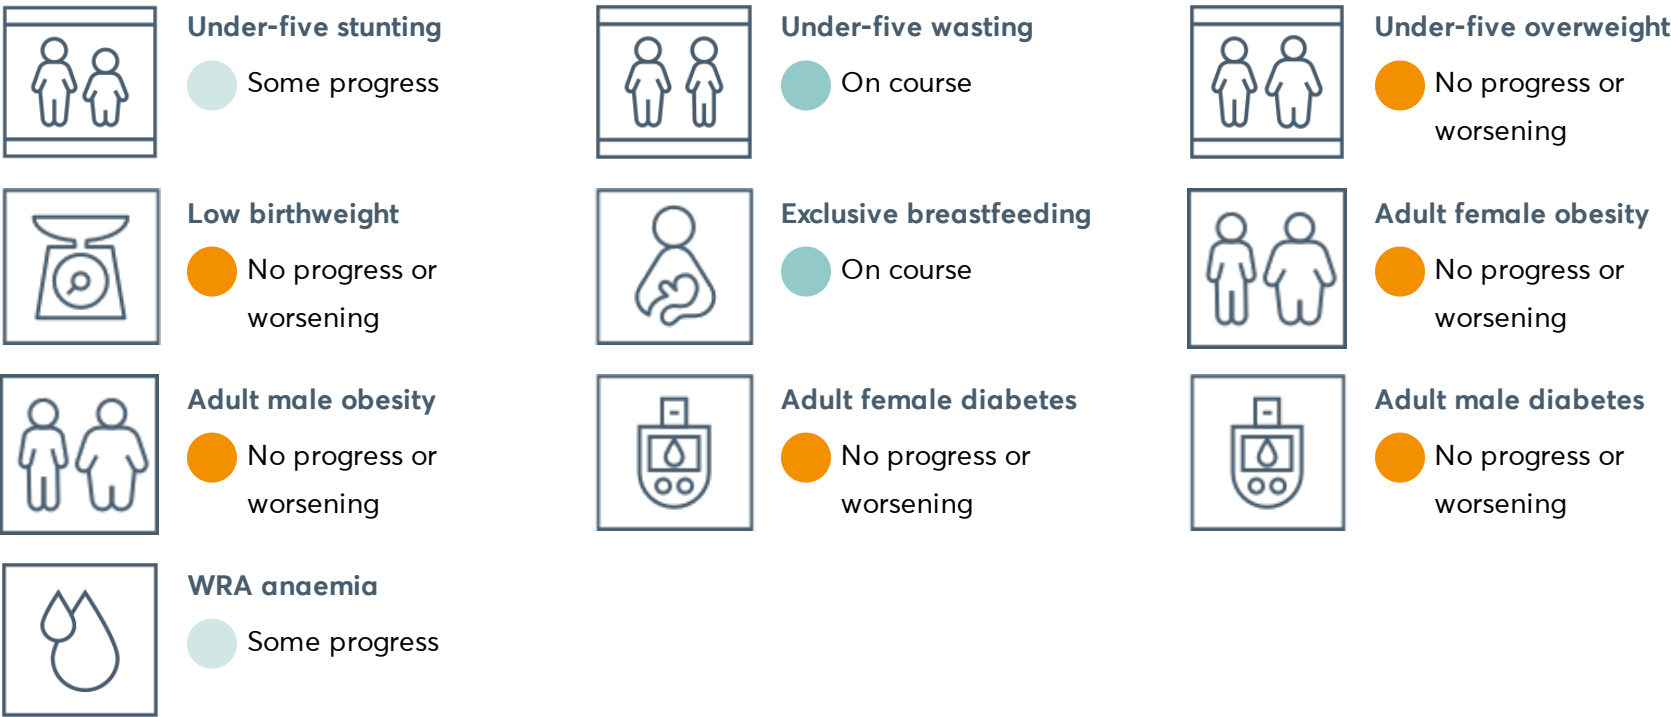 Under-five stunting
Some progress
Under-five wasting
On course
Under-five overweight
No progress or
worsening
Low birthweight
No progress or
worsening
Exclusive breastfeeding
On course
Adult female obesity
No progress or
worsening
Adult male obesity
No progress or
worsening
Adult female diabetes
No progress or
worsening
Adult male diabetes
No progress or
worsening
WRA anaemia
Some progress